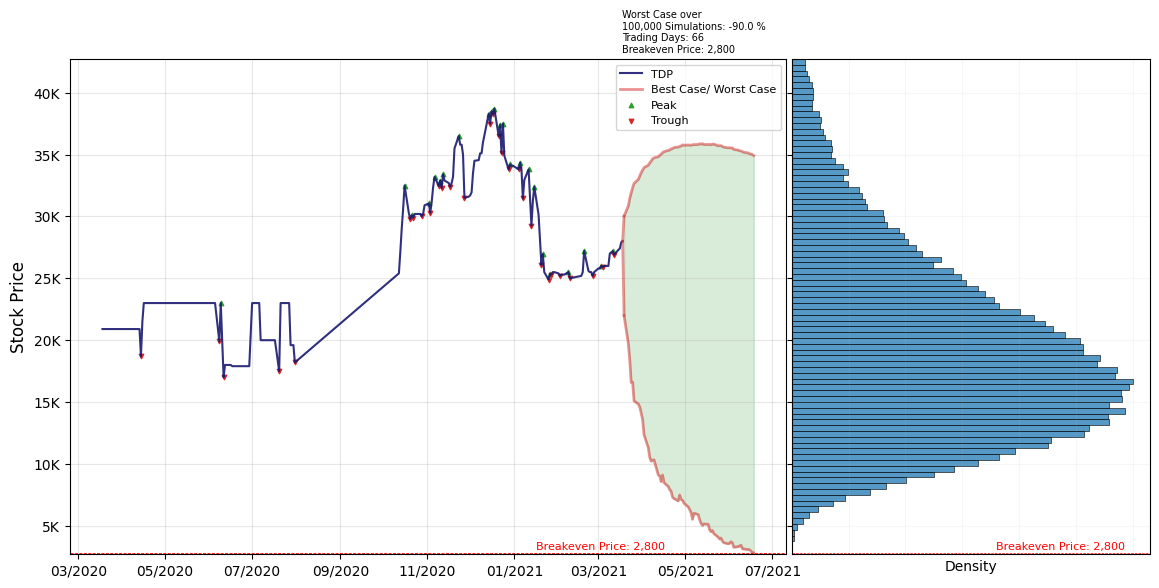 Worst Case over
100,000 Simulations: -90.0 %
Trading Days: 66
Breakeven Price: 2,800
TDP
Best Case/ Worst Case
Peak
Trough
Stock Price
40K
35K
30K
25K
20K
15K
10K
5K
Breakeven Price: 2,800
Breakeven Price: 2,800
03/2020
05/2020
07/2020
09/2020
11/2020
01/2021
03/2021
05/2021
07/2021
Density